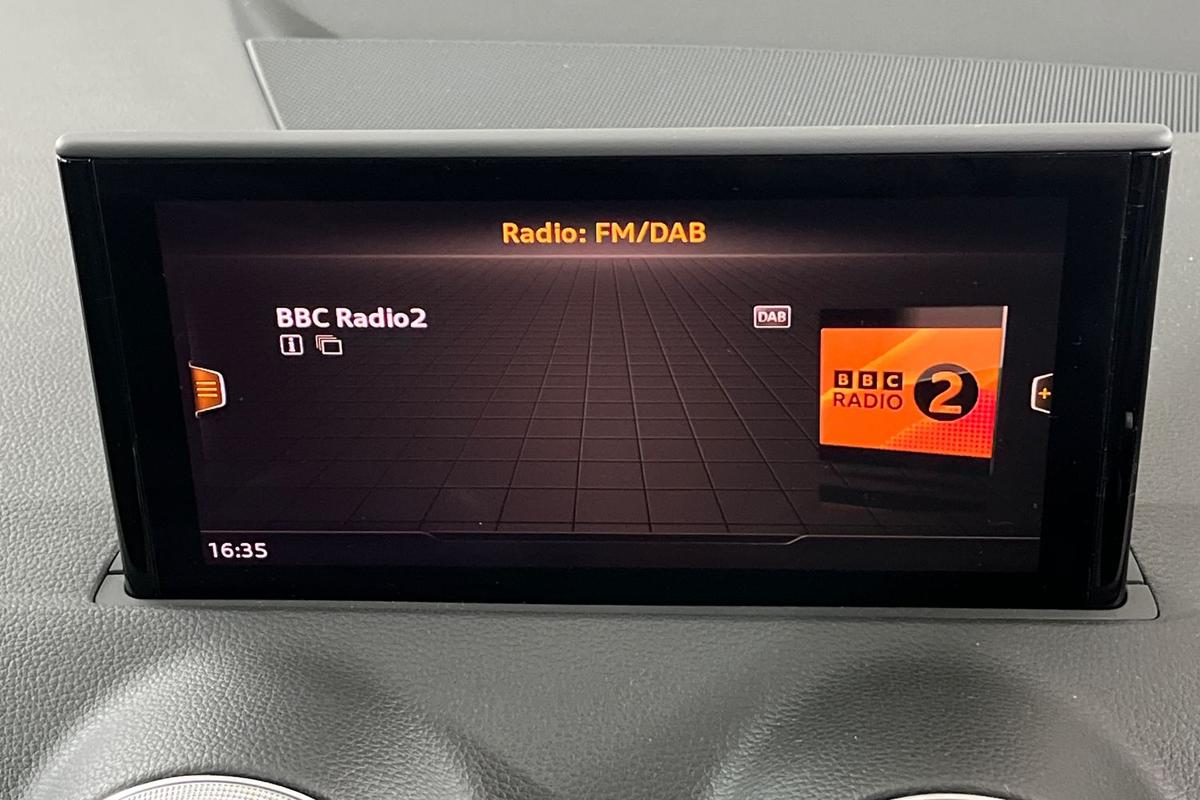 Radio: FM/DAB
BBC Radio2
DAB
BBC
RADIO
2
16:35